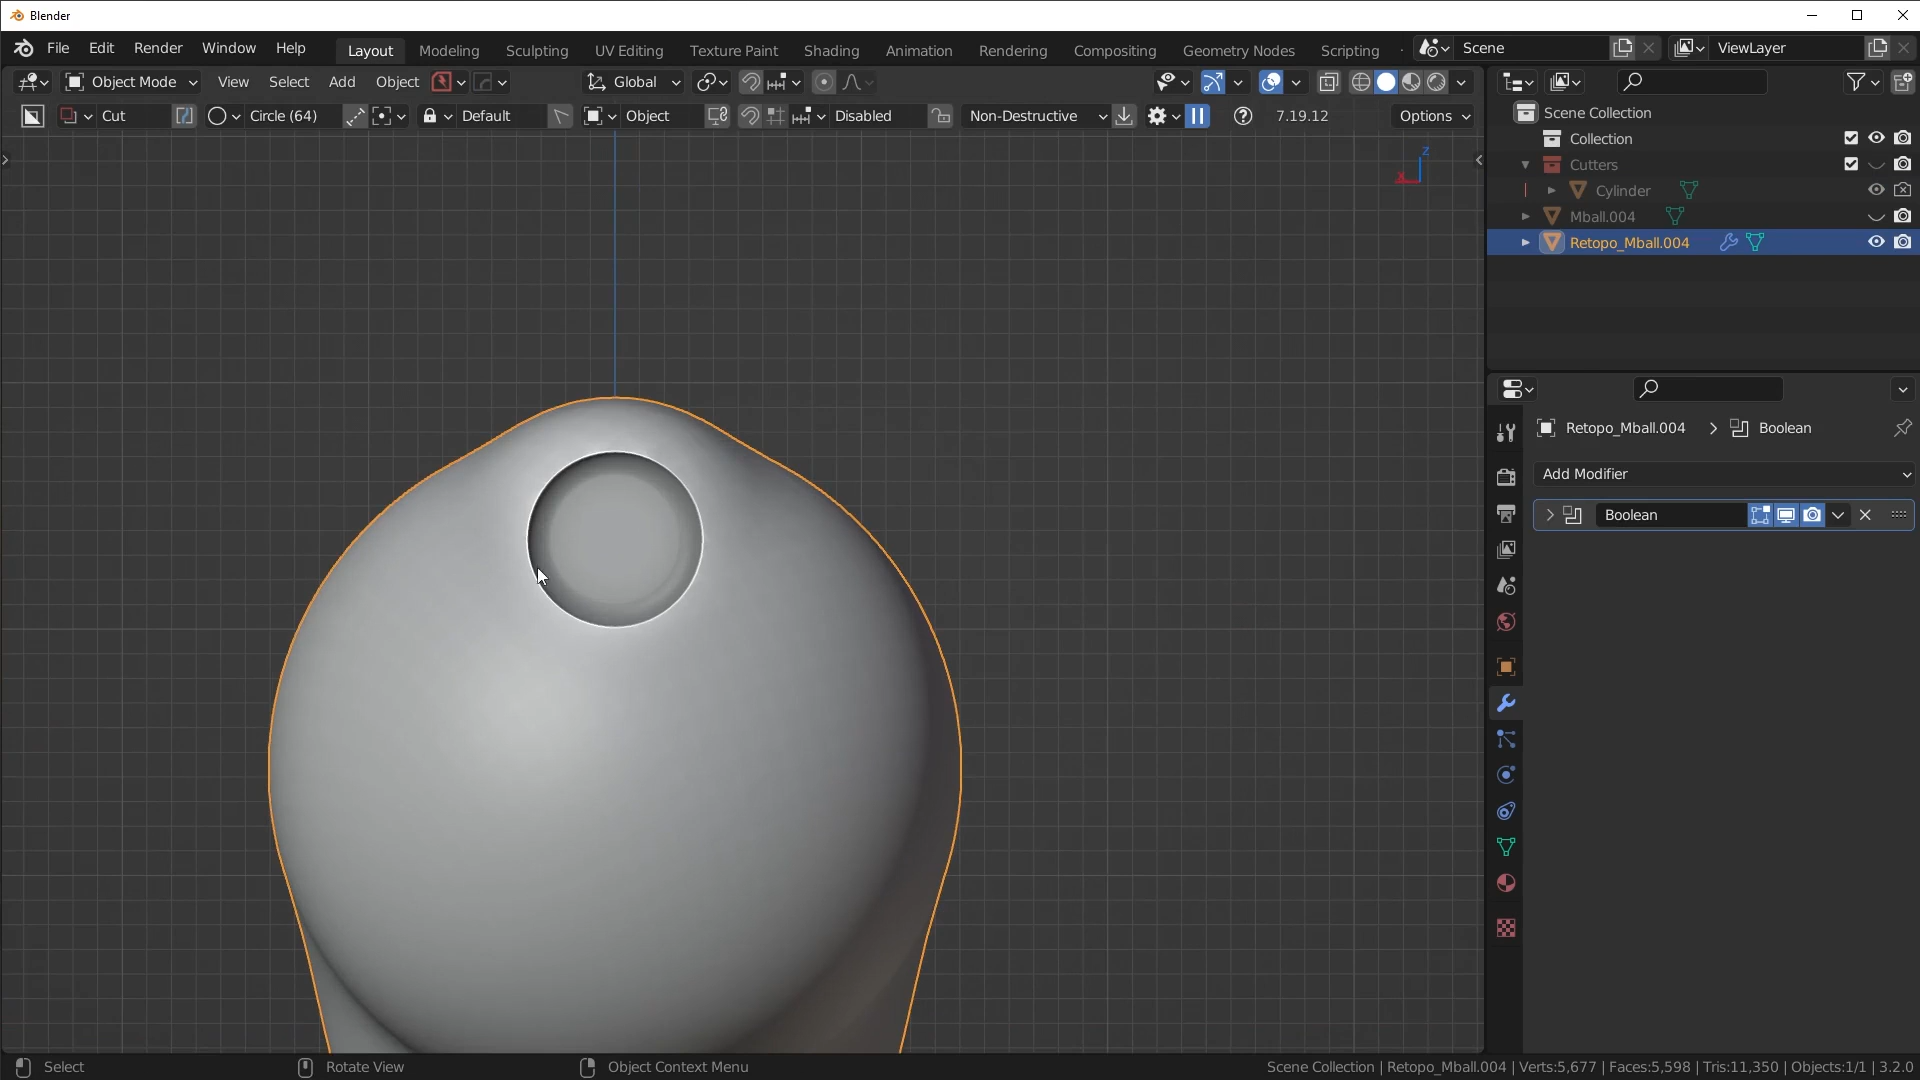 Blender
File Edit Render Window Help Layout Modeling Sculpting UV Editing Texture Paint Shading Animation Rendering Compositing Geometry Nodes Scripting Scene ViewLayer
Object Mode View Select Add Object Global
Cut Circle (64) Default Object Disabled Non-Destructive 7.19.12 Options
Scene Collection
Collection
Cutters
Cylinder
Mball.004
Retopo_Mball.004
Z
X
Retopo_Mball.004 > Boolean
Add Modifier
Boolean
Select Rotate View Object Context Menu Scene Collection | Retopo_Mball.004 | Verts:5,677 | Faces:5,598 | Tris:11,350 | Objects:1/1 | 3.2.0